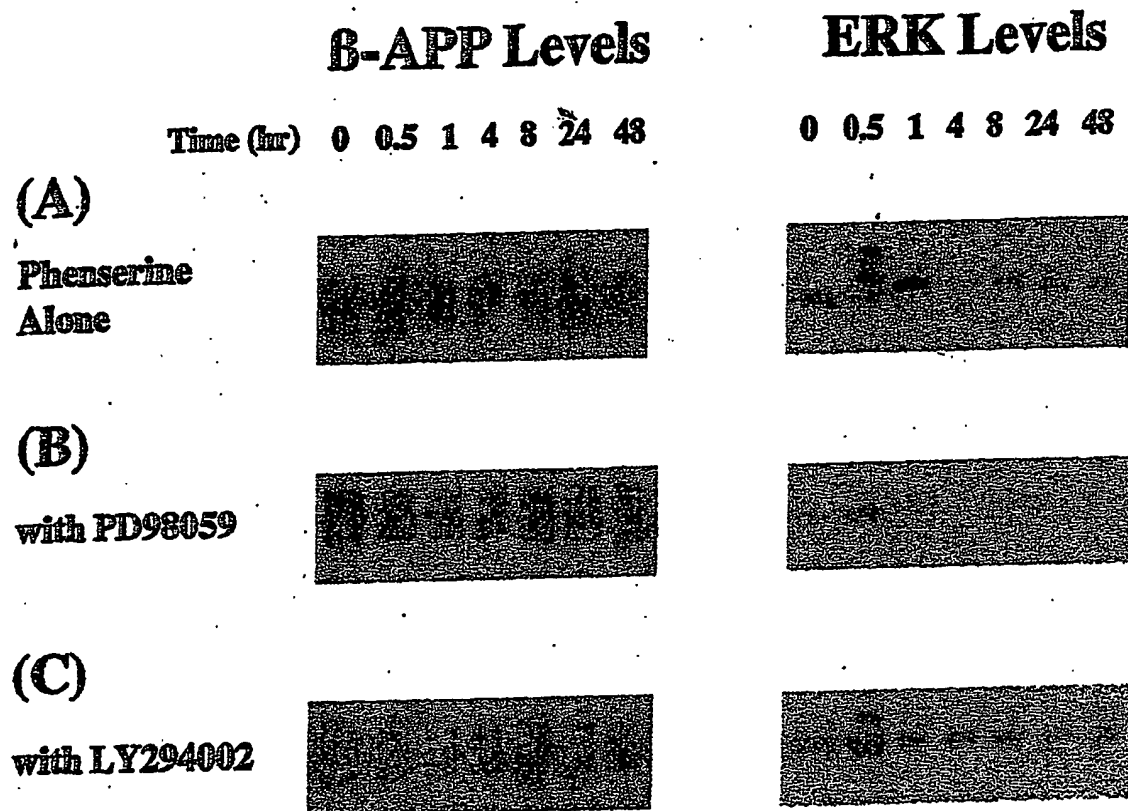 β-APP Levels
ERK Levels
Time (hr) 0 0.5 1 4 8 24 48
0 0.5 1 4 8 24 48
(A)
Phenserine
Alone
(B)
with PD98059
(C)
with LY294002